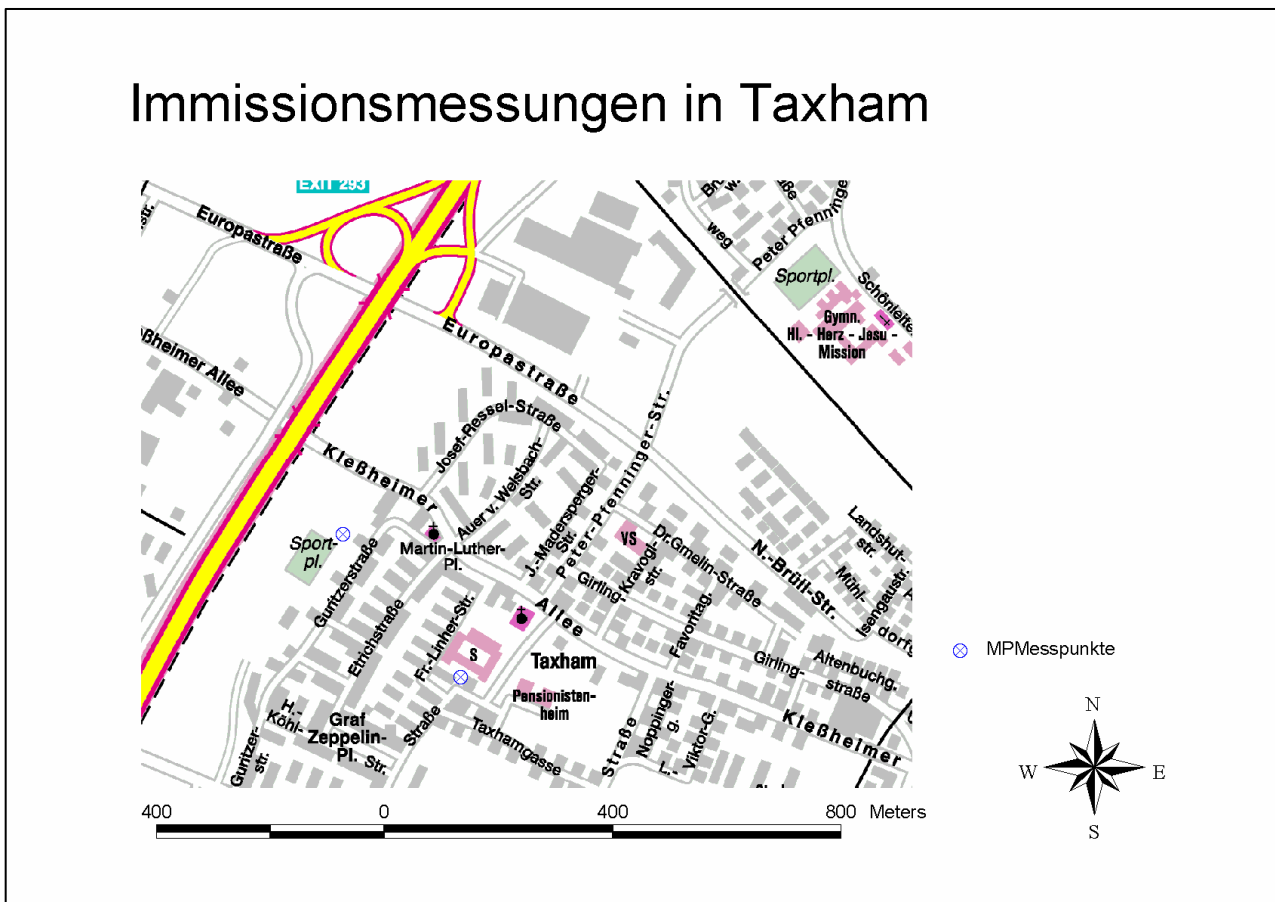 Immissionsmessungen in Taxham
EXIT 293
Europastraße
Peter Pfenninger
weg
Sportpl.
Schönleite
Gymn.
Hl. - Herz - Jesu -
Mission
Europastraße
ßheimer Allee
Kleßheimer
Josef-Ressel-Straße
Auer v. Welsbach-
Str.
J.-Madersperger-
Str.
Peter-Pfenninger-Str.
Sport-
pl.
Martin-Luther-
Pl.
VS
Dr.Gmelin-Straße
N.-Brüll-Str.
Landshut-
str.
Mühl-
dorfg
Isengaustr.
Guritzerstraße
Etrichstraße
Fr.-Linher-Str.
Allee
Girling-
Kravogl-
str.
Favoritag.
Girling-
Altenbuchg.
straße
S
Taxham
Pensionisten-
heim
MPMesspunkte
H.-
Köhl-
Graf
Zeppelin-
Pl.
Str.
Straße
Taxhamgasse
Straße
Noppinger-
g.
Viktor-G.
L.-
Kleßheimer
Guritzer-
str.
N
W
E
S
400 0 400 800 Meters